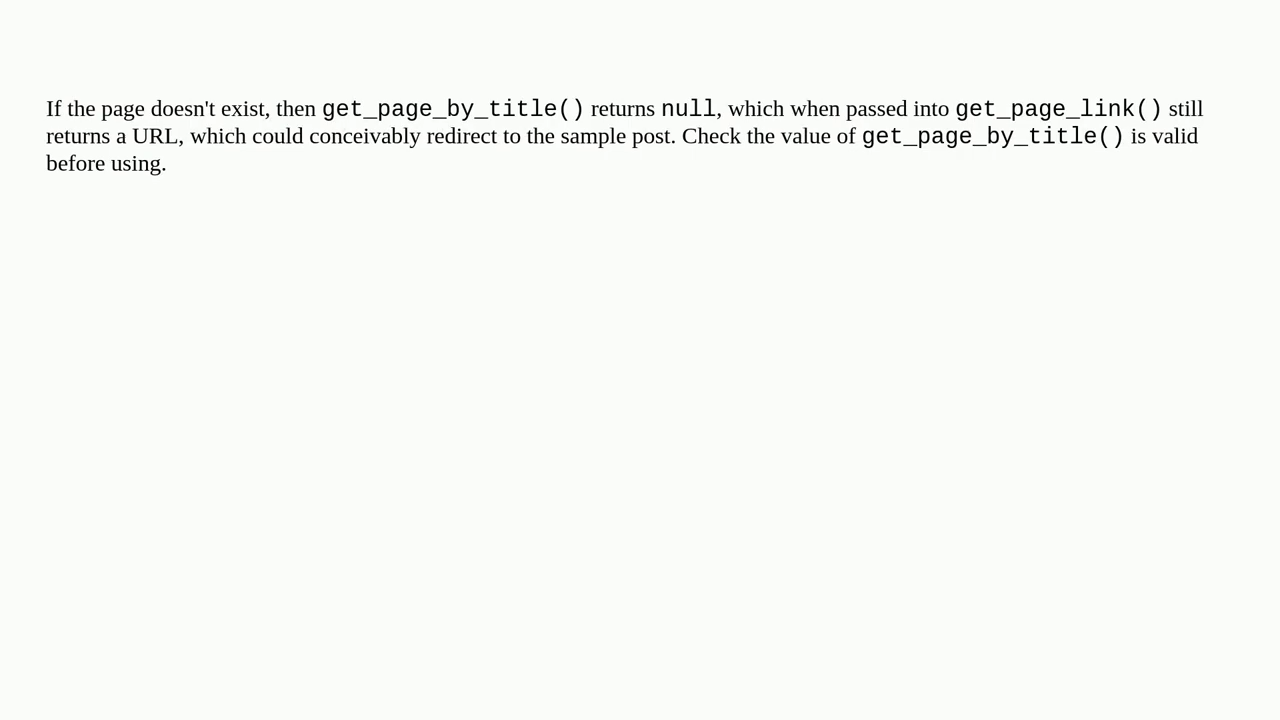 If the page doesn't exist, then get_page_by_title() returns null, which when passed into get_page_link() still
returns a URL, which could conceivably redirect to the sample post. Check the value of get_page_by_title() is valid
before using.